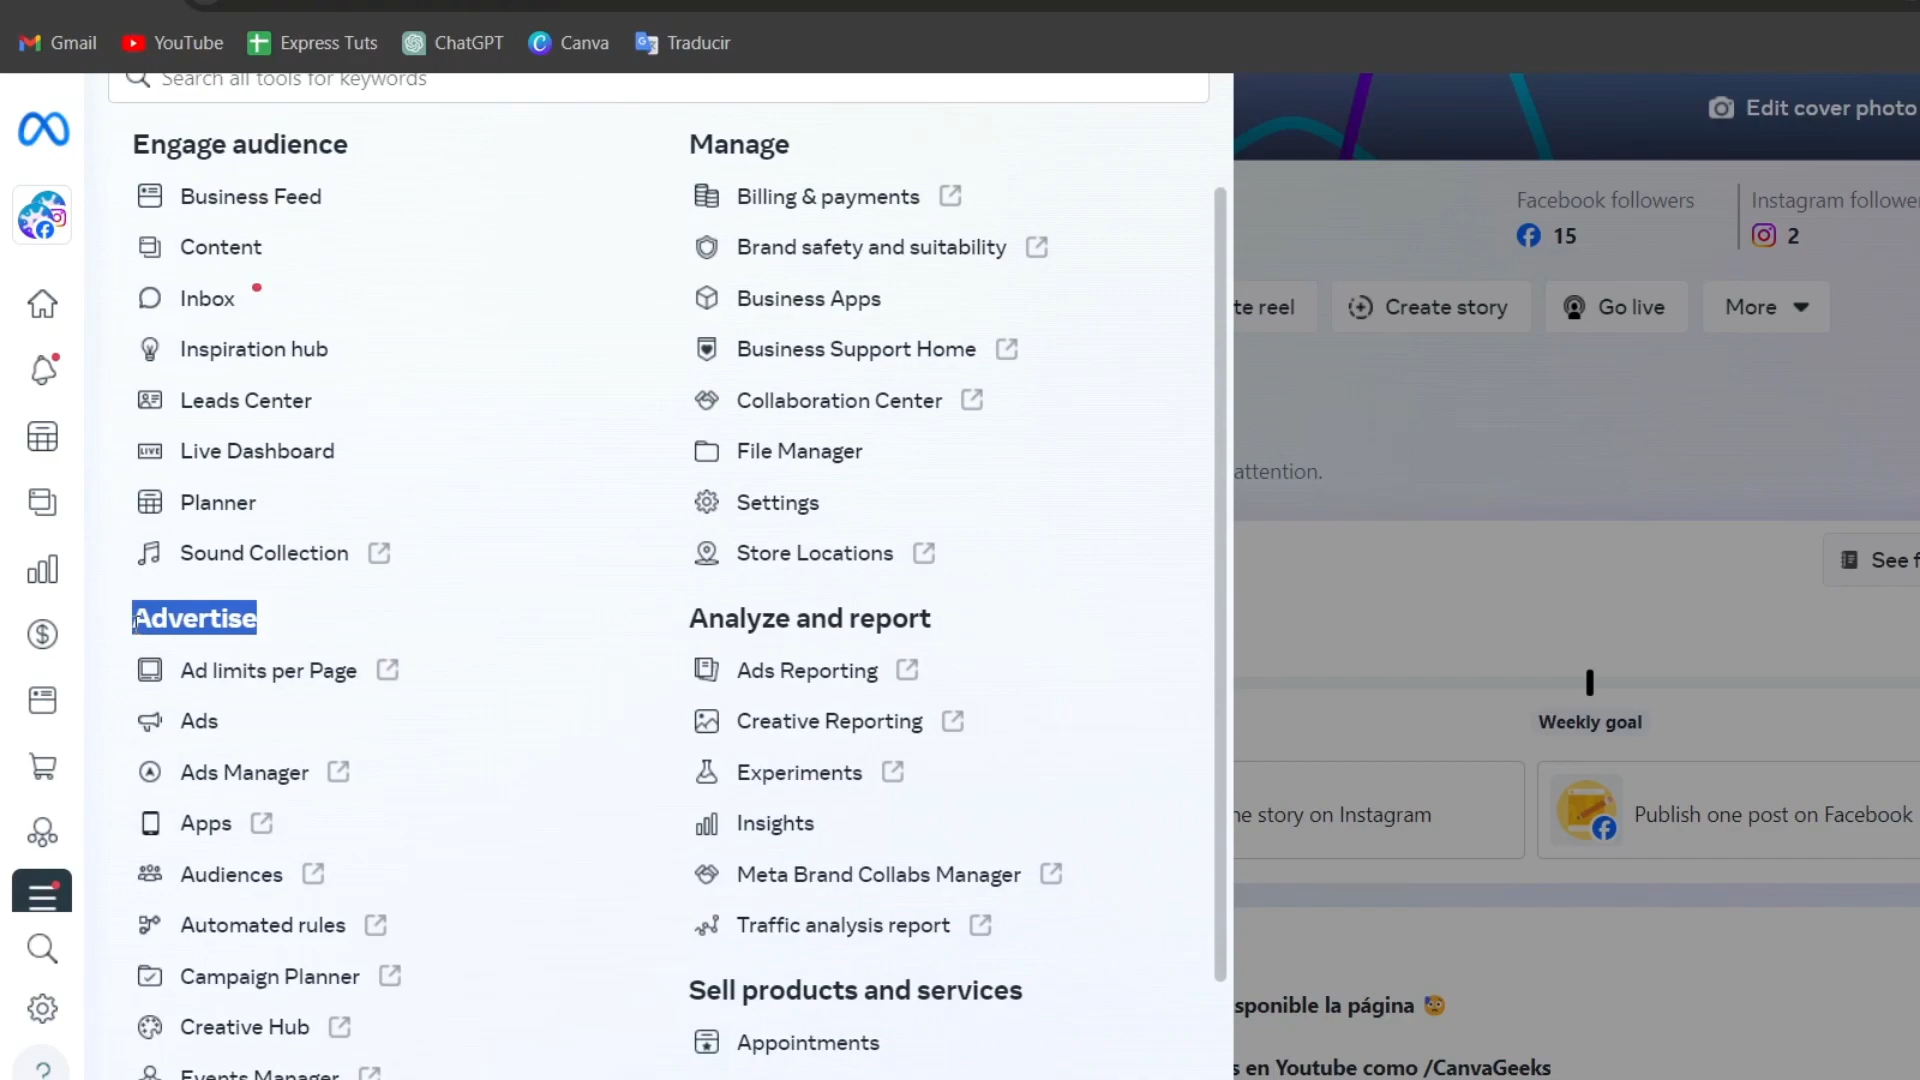 Gmail
YouTube
Express Tuts
ChatGPT
Canva
Traducir
Search all tools for keywords
Engage audience
Business Feed
Content
Inbox
Inspiration hub
Leads Center
LIVE
Live Dashboard
Planner
Sound Collection
Advertise
Ad limits per Page
Ads
Ads Manager
Apps
Audiences
Automated rules
Campaign Planner
Creative Hub
Events Manager
Manage
Billing & payments
Brand safety and suitability
Business Apps
Business Support Home
Collaboration Center
File Manager
Settings
Store Locations
Analyze and report
Ads Reporting
Creative Reporting
Experiments
Insights
Meta Brand Collabs Manager
Traffic analysis report
Sell products and services
Appointments
Edit cover photo
Facebook followers
15
Instagram followe
2
te reel
Create story
Go live
More
attention.
See f
Weekly goal
he story on Instagram
Publish one post on Facebook
sponible la página 🥹
s en Youtube como /CanvaGeeks